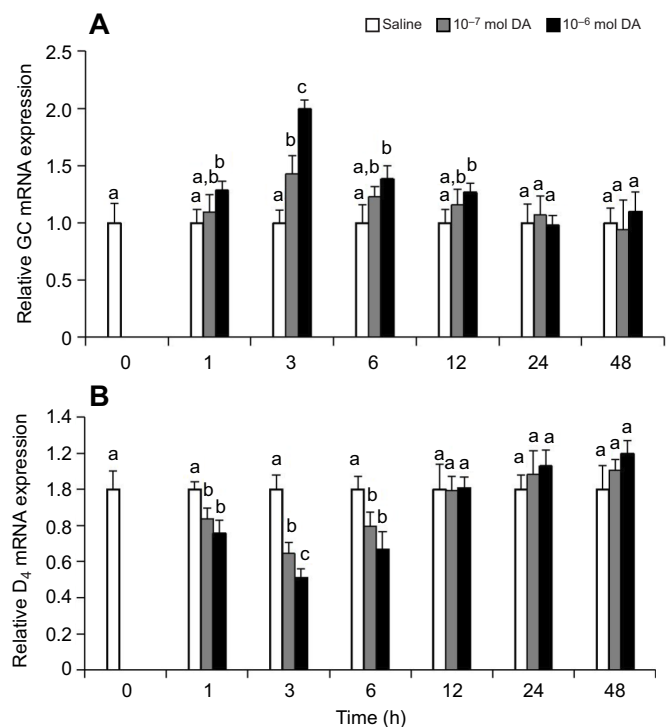 A
Saline 10⁻⁷ mol DA 10⁻⁶ mol DA
Relative GC mRNA expression
2.5
2.0
1.5
1.0
0.5
0
a
a a,b b
a b c
a a,b b
a a,b b
a a a
a a a
0 1 3 6 12 24 48
B
Relative D₄ mRNA expression
1.4
1.2
1.8
0.8
0.6
0.4
0.2
0
a
a b b
a b c
a b b
a a a
a a a
a a a
0 1 3 6 12 24 48
Time (h)